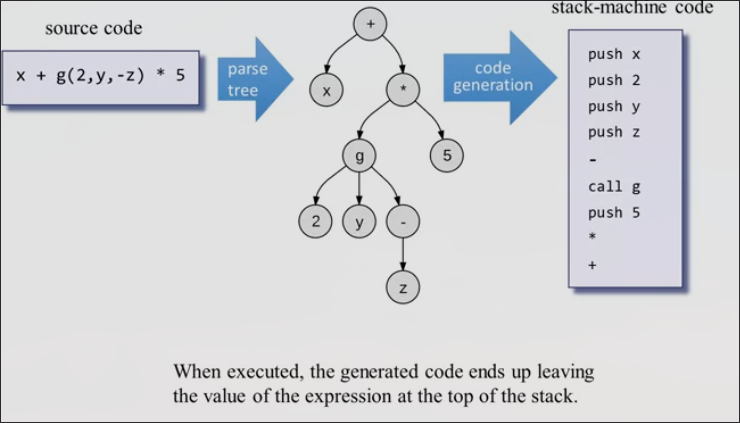 stack-machine code
source code
x + g(2,y,-z) * 5
parse
tree
code
generation
+
x
*
g
5
2
y
-
z
push x
push 2
push y
push z
-
call g
push 5
*
+
When executed, the generated code ends up leaving
the value of the expression at the top of the stack.